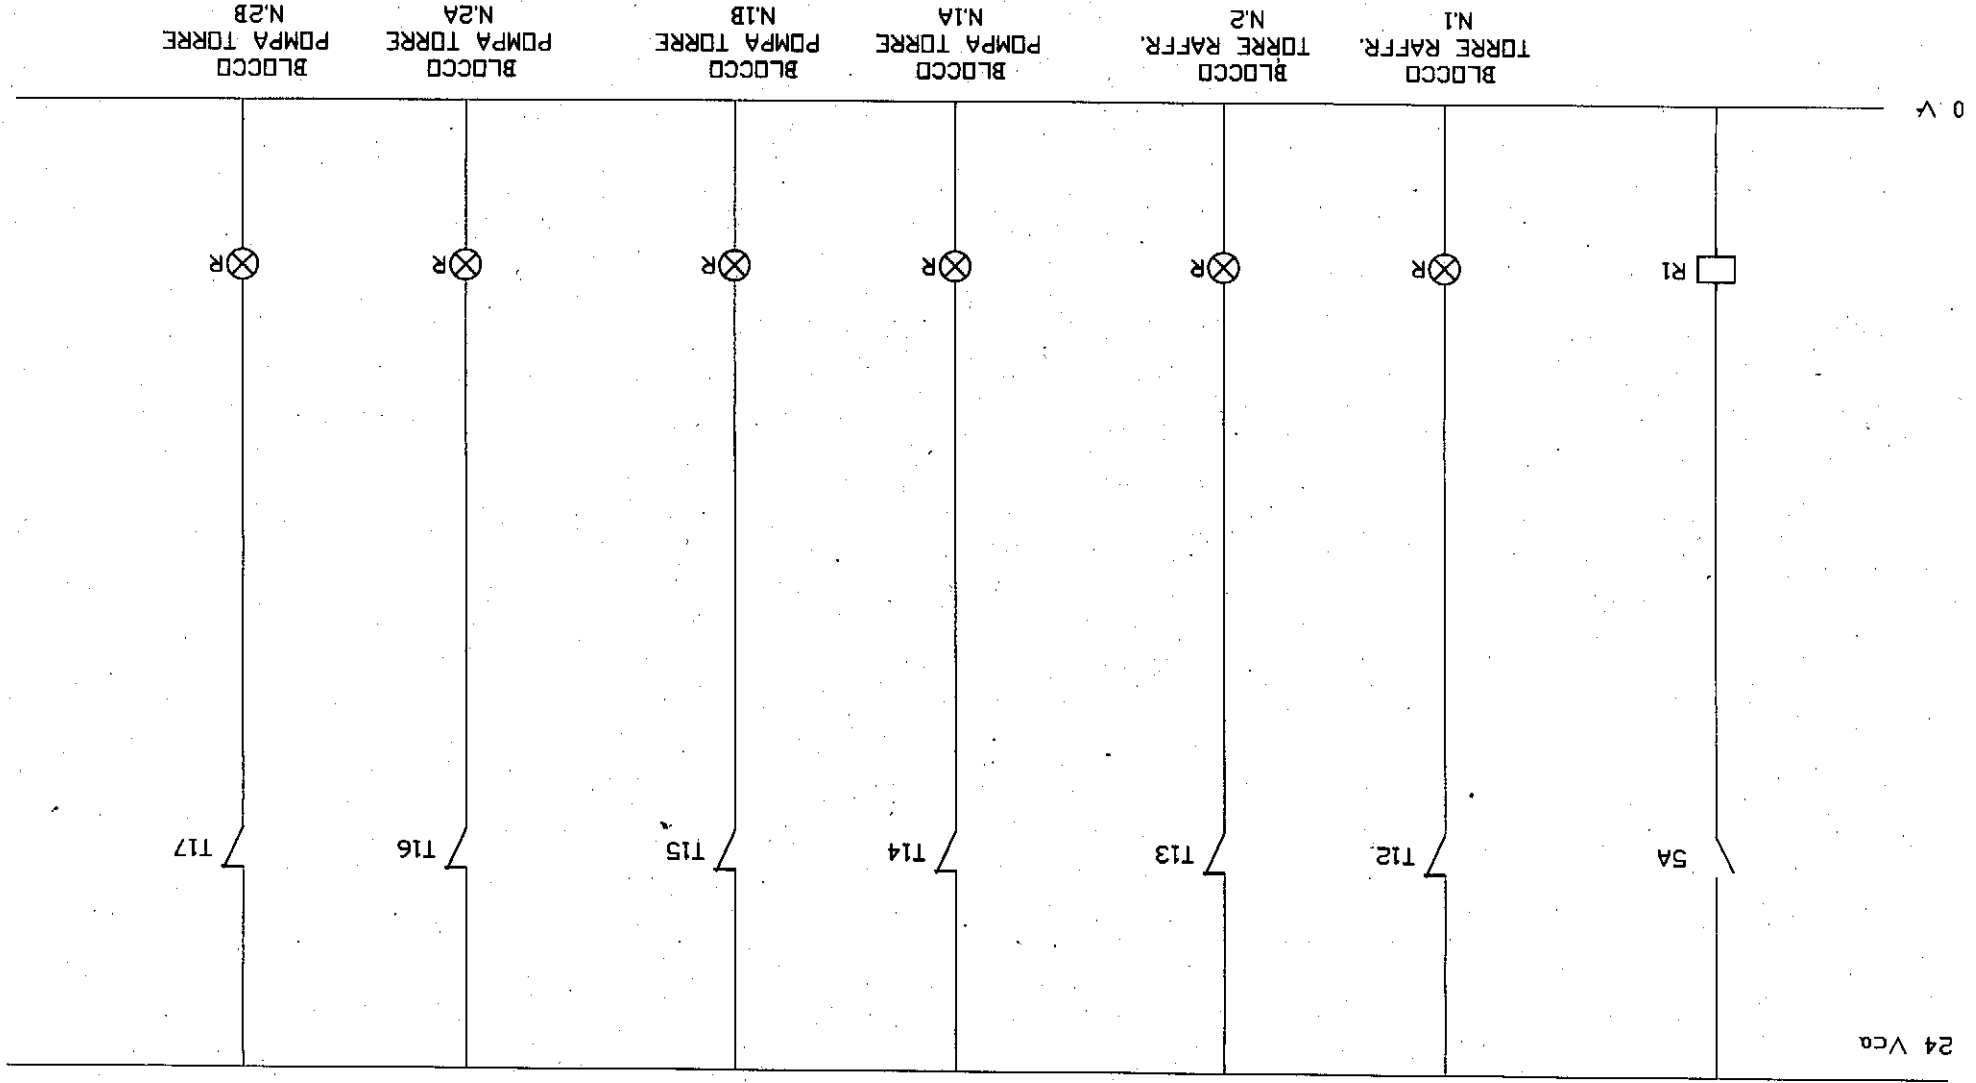 24 Vca
5A
T12
T13
T14
T15
T16
T17
R1
R
R
R
R
R
R
0 V
BLOCCO
TORRE RAFFR.
N.1
BLOCCO
TORRE RAFFR.
N.2
BLOCCO
POMPA TORRE
N.1A
BLOCCO
POMPA TORRE
N.1B
BLOCCO
POMPA TORRE
N.2A
BLOCCO
POMPA TORRE
N.2B